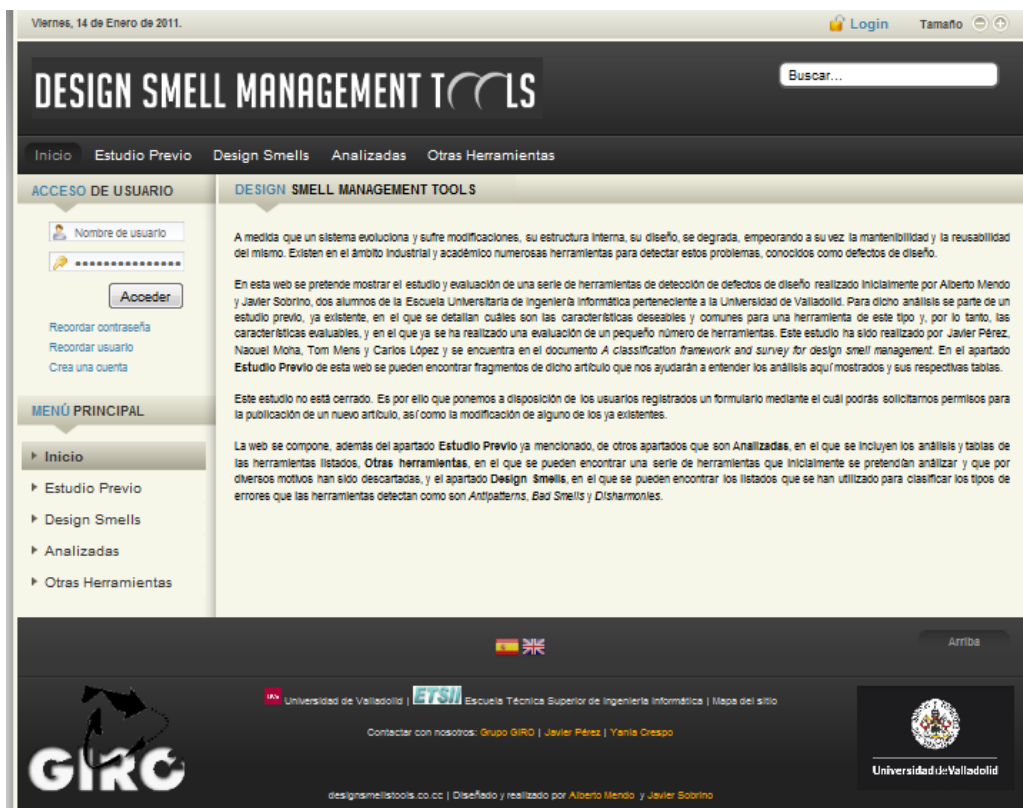 Viernes, 14 de Enero de 2011.
Login
Tamaño
DESIGN SMELL MANAGEMENT TOOLS
Buscar...
Inicio Estudio Previo Design Smells Analizadas Otras Herramientas
ACCESO DE USUARIO
Nombre de usuario
Acceder
Recordar contraseña
Recordar usuario
Crea una cuenta
MENÚ PRINCIPAL
Inicio
Estudio Previo
Design Smells
Analizadas
Otras Herramientas
DESIGN SMELL MANAGEMENT TOOLS
A medida que un sistema evoluciona y sufre modificaciones, su estructura interna, su diseño, se degrada, empeorando a su vez la mantenibilidad y la reusabilidad
del mismo. Existen en el ámbito industrial y académico numerosas herramientas para detectar estos problemas, conocidos como defectos de diseño.
En esta web se pretende mostrar el estudio y evaluación de una serie de herramientas de detección de defectos de diseño realizado inicialmente por Alberto Mendo
y Javier Sobrino, dos alumnos de la Escuela Universitaria de Ingeniería Informática perteneciente a la Universidad de Valladolid. Para dicho análisis se parte de un
estudio previo, ya existente, en el que se detallan cuáles son las características deseables y comunes para una herramienta de este tipo y, por lo tanto, las
características evaluables, y en el que ya se ha realizado una evaluación de un pequeño número de herramientas. Este estudio ha sido realizado por Javier Pérez,
Naouel Moha, Tom Mens y Carlos López y se encuentra en el documento A classification framework and survey for design smell management. En el apartado
Estudio Previo de esta web se pueden encontrar fragmentos de dicho artículo que nos ayudarán a entender los análisis aquí mostrados y sus respectivas tablas.
Este estudio no está cerrado. Es por ello que ponemos a disposición de los usuarios registrados un formulario mediante el cuál podrás solicitarnos permisos para
la publicación de un nuevo artículo, así como la modificación de alguno de los ya existentes.
La web se compone, además del apartado Estudio Previo ya mencionado, de otros apartados que son Analizadas, en el que se incluyen los análisis y tablas de
las herramientas listados, Otras herramientas, en el que se pueden encontrar una serie de herramientas que inicialmente se pretendían análizar y que por
diversos motivos han sido descartadas, y el apartado Design Smells, en el que se pueden encontrar los listados que se han utilizado para clasificar los tipos de
errores que las herramientas detectan como son Antipatterns, Bad Smells y Disharmonies.
Arriba
GIRO
UVa Universidad de Valladolid | ETSII Escuela Técnica Superior de Ingeniería Informática | Mapa del sitio
Contactar con nosotros: Grupo GIRO | Javier Pérez | Yania Crespo
designsmellstools.co.cc | Diseñado y realizado por Alberto Mendo y Javier Sobrino
Universidad de Valladolid